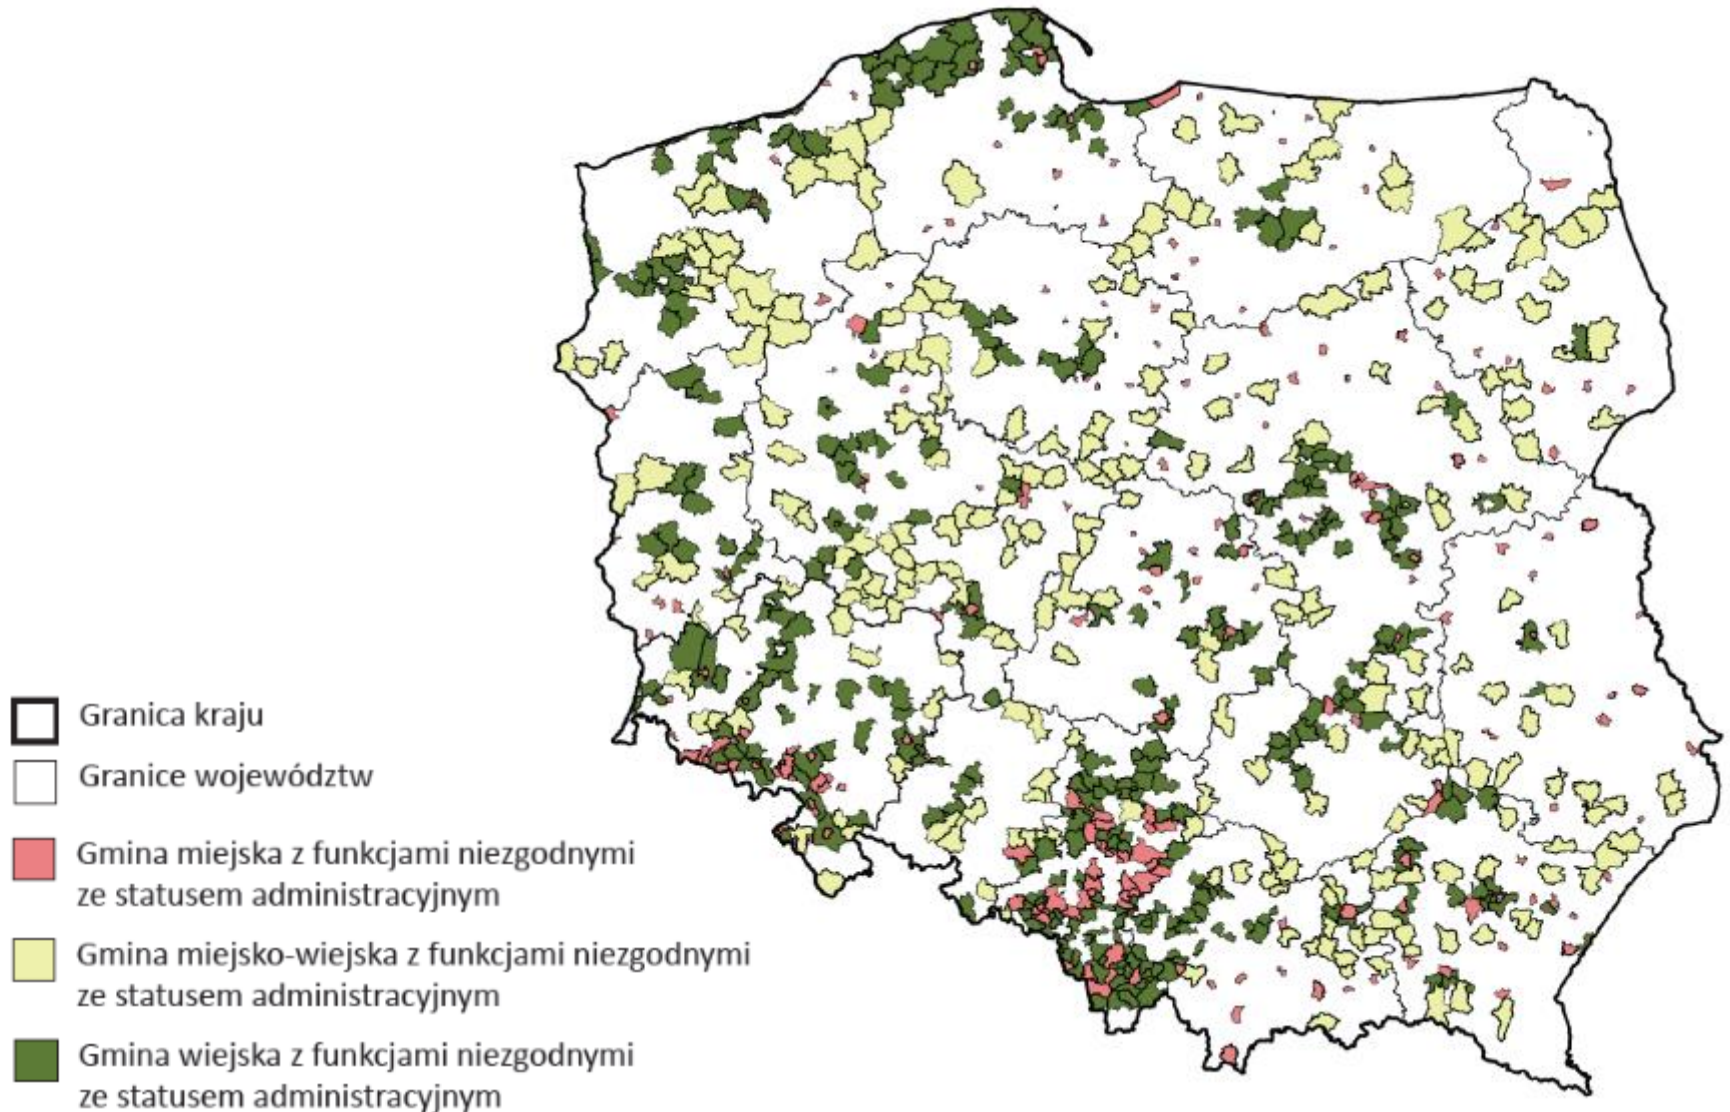 Granica kraju
Granice województw
Gmina miejska z funkcjami niezgodnymi
ze statusem administracyjnym
Gmina miejsko-wiejska z funkcjami niezgodnymi
ze statusem administracyjnym
Gmina wiejska z funkcjami niezgodnymi
ze statusem administracyjnym